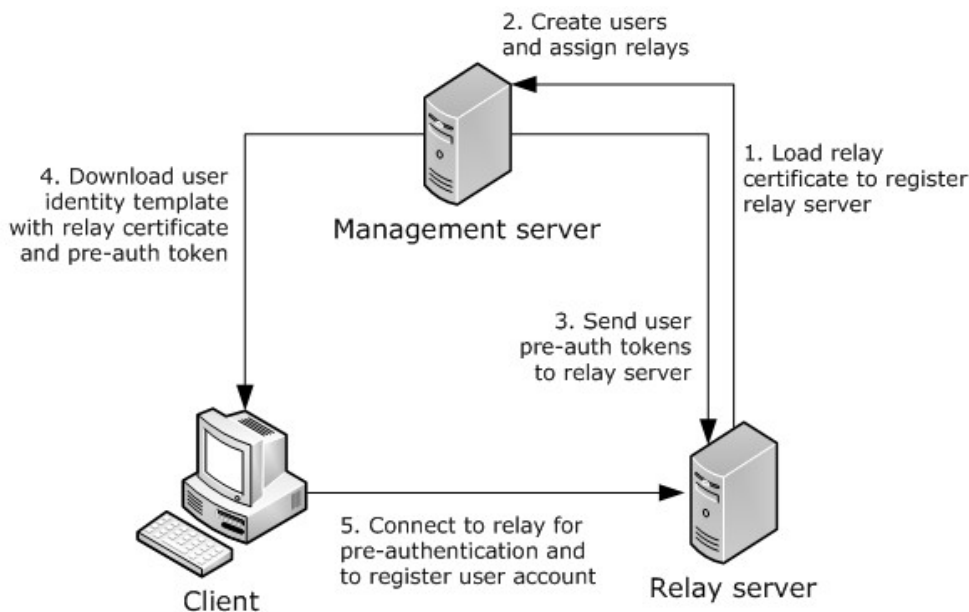 2. Create users
and assign relays
1. Load relay
certificate to register
relay server
4. Download user
identity template
with relay certificate
and pre-auth token
Management server
3. Send user
pre-auth tokens
to relay server
5. Connect to relay for
pre-authentication and
to register user account
Client
Relay server